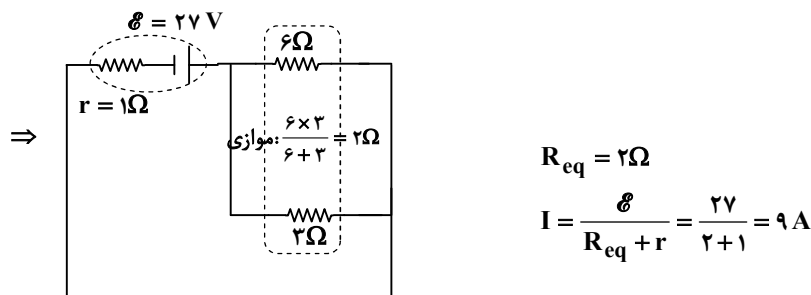 ℰ = ۲۷ V
r = ۱Ω
⇒
۶Ω
موازی: (۶×۳)/(۶+۳) = ۲Ω
۳Ω
R_eq = ۲Ω
I = ℰ/(R_eq + r) = ۲۷/(۲+۱) = ۹ A